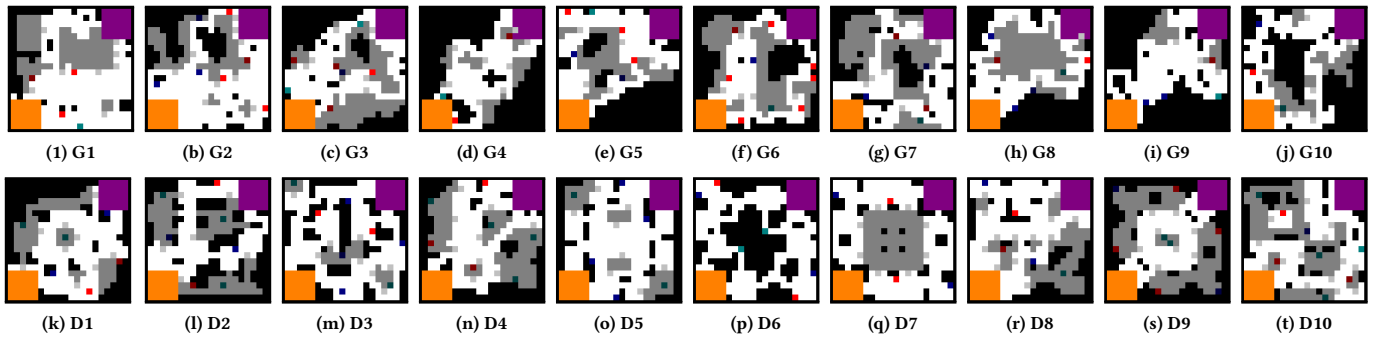 (1) G1 (b) G2 (c) G3 (d) G4 (e) G5 (f) G6 (g) G7 (h) G8 (i) G9 (j) G10
(k) D1 (l) D2 (m) D3 (n) D4 (o) D5 (p) D6 (q) D7 (r) D8 (s) D9 (t) D10